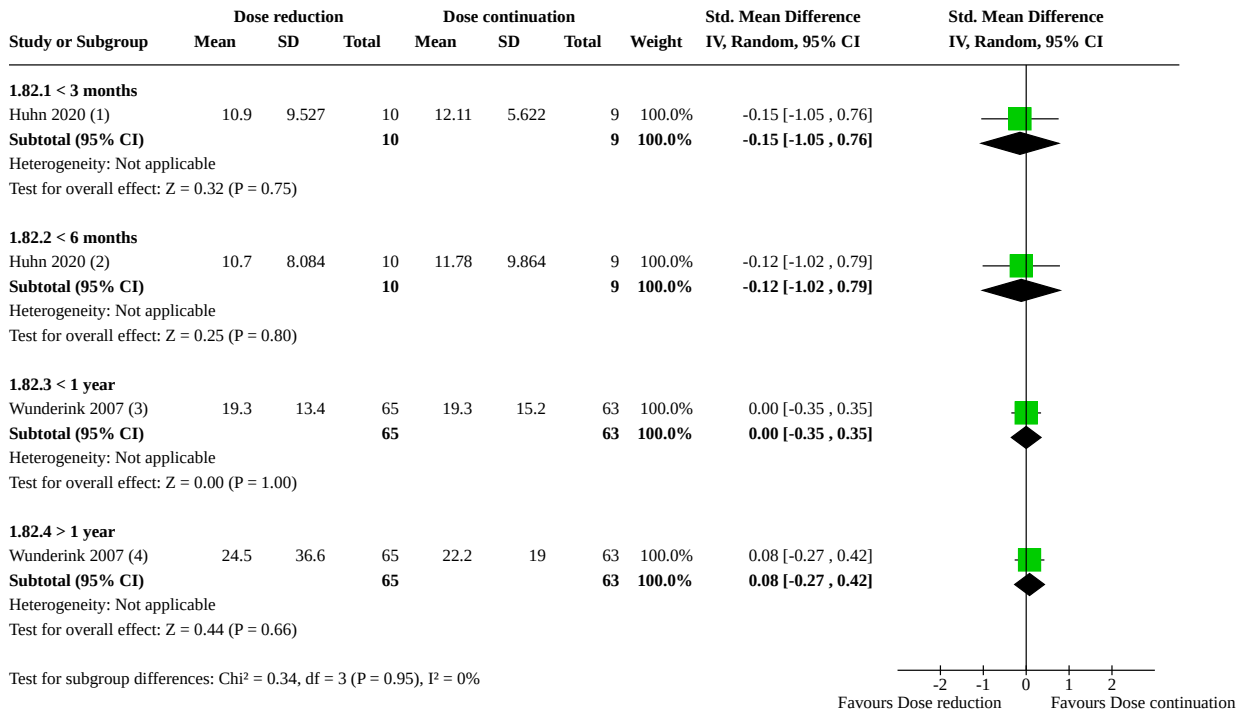 Dose reduction Dose continuation Std. Mean Difference Std. Mean Difference
Study or Subgroup Mean SD Total Mean SD Total Weight IV, Random, 95% CI IV, Random, 95% CI
1.82.1 < 3 months
Huhn 2020 (1) 10.9 9.527 10 12.11 5.622 9 100.0% -0.15 [-1.05 , 0.76]
Subtotal (95% CI) 10 9 100.0% -0.15 [-1.05 , 0.76]
Heterogeneity: Not applicable
Test for overall effect: Z = 0.32 (P = 0.75)
1.82.2 < 6 months
Huhn 2020 (2) 10.7 8.084 10 11.78 9.864 9 100.0% -0.12 [-1.02 , 0.79]
Subtotal (95% CI) 10 9 100.0% -0.12 [-1.02 , 0.79]
Heterogeneity: Not applicable
Test for overall effect: Z = 0.25 (P = 0.80)
1.82.3 < 1 year
Wunderink 2007 (3) 19.3 13.4 65 19.3 15.2 63 100.0% 0.00 [-0.35 , 0.35]
Subtotal (95% CI) 65 63 100.0% 0.00 [-0.35 , 0.35]
Heterogeneity: Not applicable
Test for overall effect: Z = 0.00 (P = 1.00)
1.82.4 > 1 year
Wunderink 2007 (4) 24.5 36.6 65 22.2 19 63 100.0% 0.08 [-0.27 , 0.42]
Subtotal (95% CI) 65 63 100.0% 0.08 [-0.27 , 0.42]
Heterogeneity: Not applicable
Test for overall effect: Z = 0.44 (P = 0.66)
Test for subgroup differences: Chi² = 0.34, df = 3 (P = 0.95), I² = 0%
-2 -1 0 1 2
Favours Dose reduction Favours Dose continuation